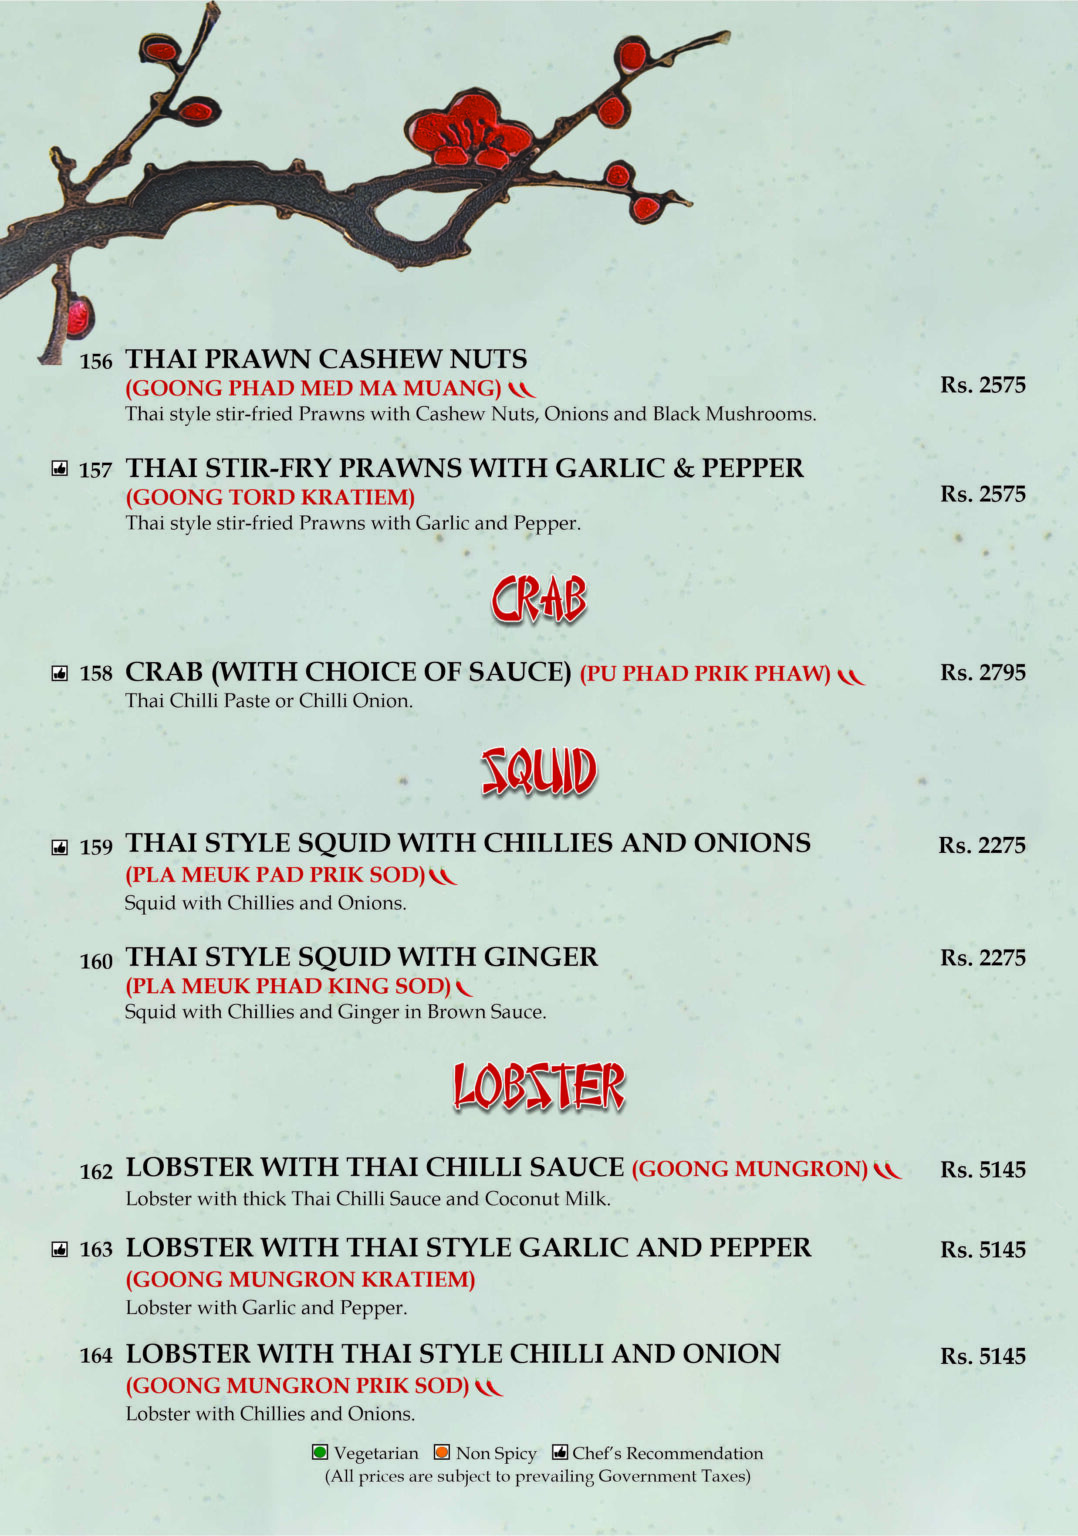 156 THAI PRAWN CASHEW NUTS
(GOONG PHAD MED MA MUANG)
Rs. 2575
Thai style stir-fried Prawns with Cashew Nuts, Onions and Black Mushrooms.
157 THAI STIR-FRY PRAWNS WITH GARLIC & PEPPER
(GOONG TORD KRATIEM)
Rs. 2575
Thai style stir-fried Prawns with Garlic and Pepper.
CRAB
158 CRAB (WITH CHOICE OF SAUCE) (PU PHAD PRIK PHAW) Rs. 2795
Thai Chilli Paste or Chilli Onion.
SQUID
159 THAI STYLE SQUID WITH CHILLIES AND ONIONS Rs. 2275
(PLA MEUK PAD PRIK SOD)
Squid with Chillies and Onions.
160 THAI STYLE SQUID WITH GINGER Rs. 2275
(PLA MEUK PHAD KING SOD)
Squid with Chillies and Ginger in Brown Sauce.
LOBSTER
162 LOBSTER WITH THAI CHILLI SAUCE (GOONG MUNGRON) Rs. 5145
Lobster with thick Thai Chilli Sauce and Coconut Milk.
163 LOBSTER WITH THAI STYLE GARLIC AND PEPPER Rs. 5145
(GOONG MUNGRON KRATIEM)
Lobster with Garlic and Pepper.
164 LOBSTER WITH THAI STYLE CHILLI AND ONION Rs. 5145
(GOONG MUNGRON PRIK SOD)
Lobster with Chillies and Onions.
Vegetarian Non Spicy Chef's Recommendation
(All prices are subject to prevailing Government Taxes)